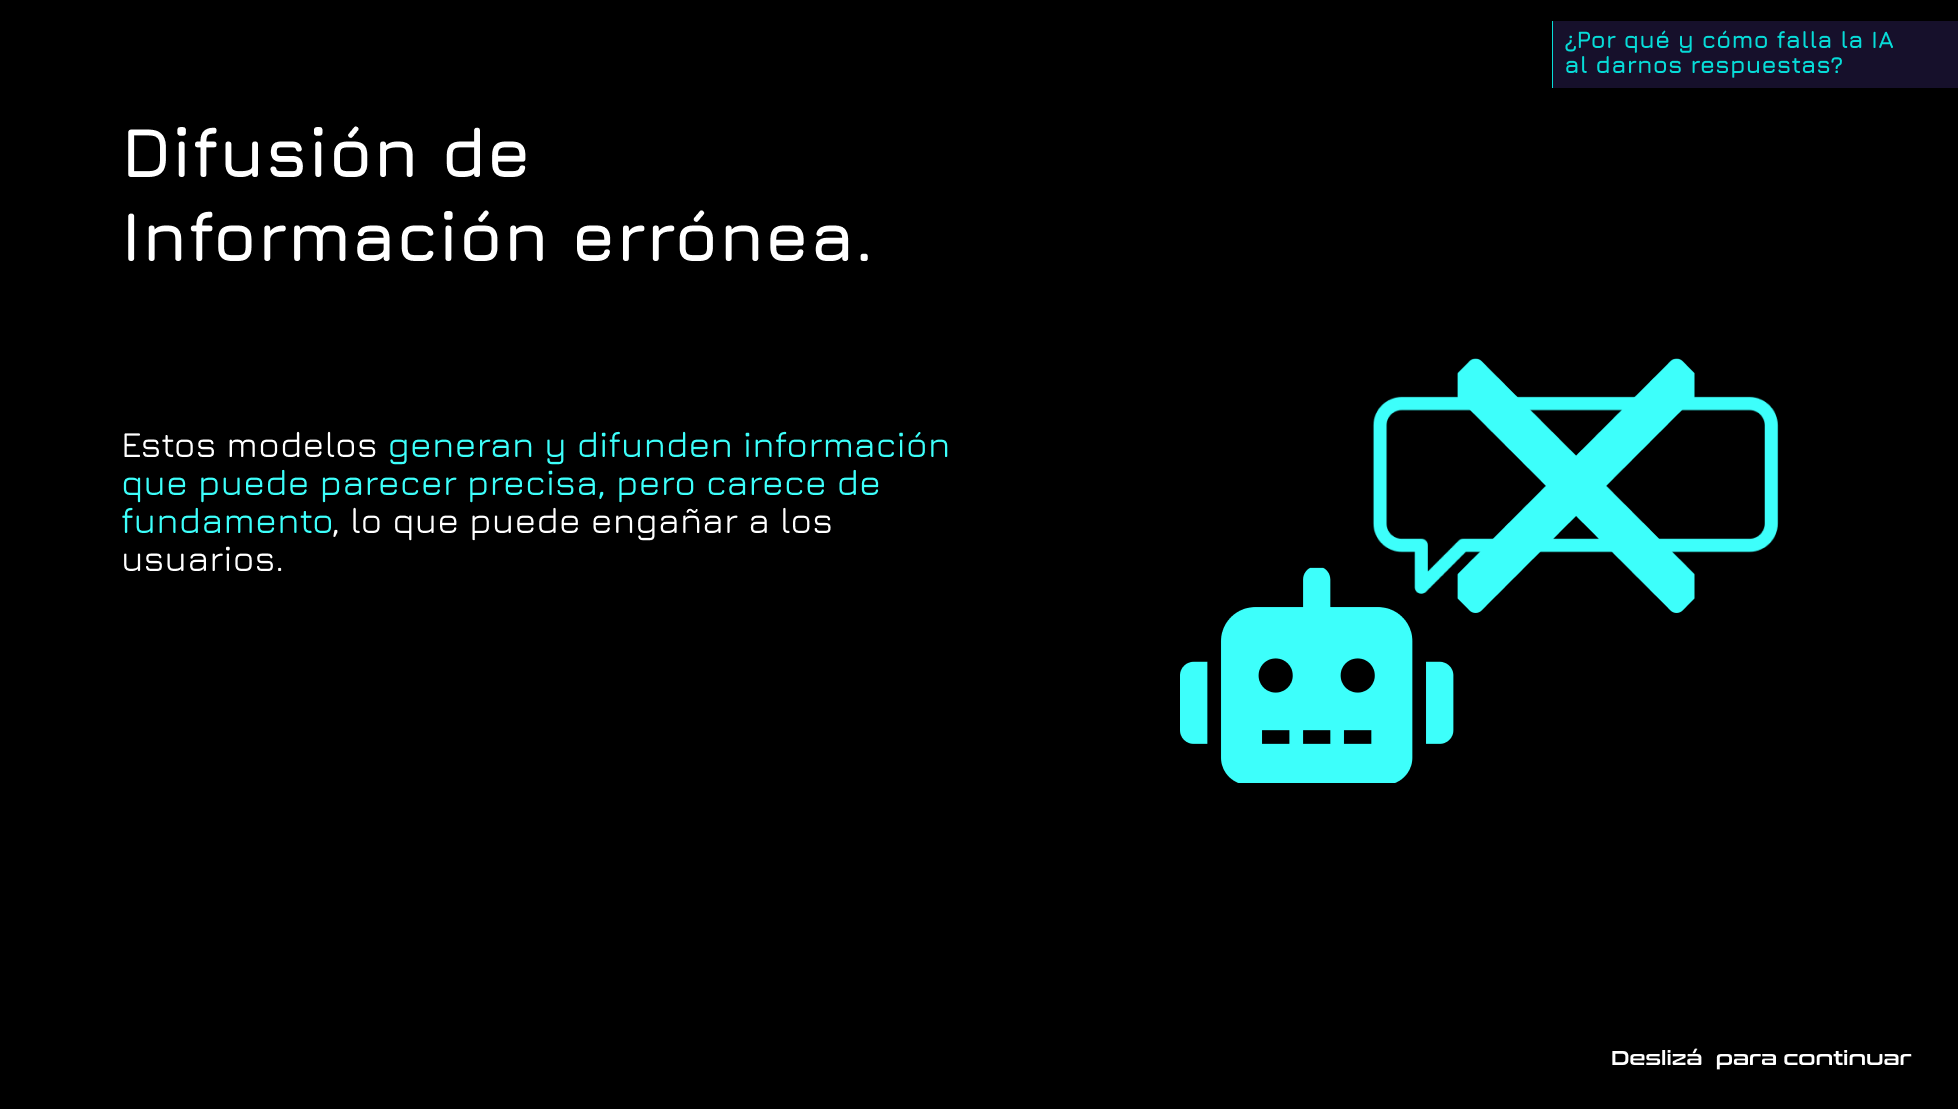 ¿Por qué y cómo falla la IA
al darnos respuestas?
Difusión de
Información errónea.
Estos modelos generan y difunden información
que puede parecer precisa, pero carece de
fundamento, lo que puede engañar a los
usuarios.
Deslizá para continuar